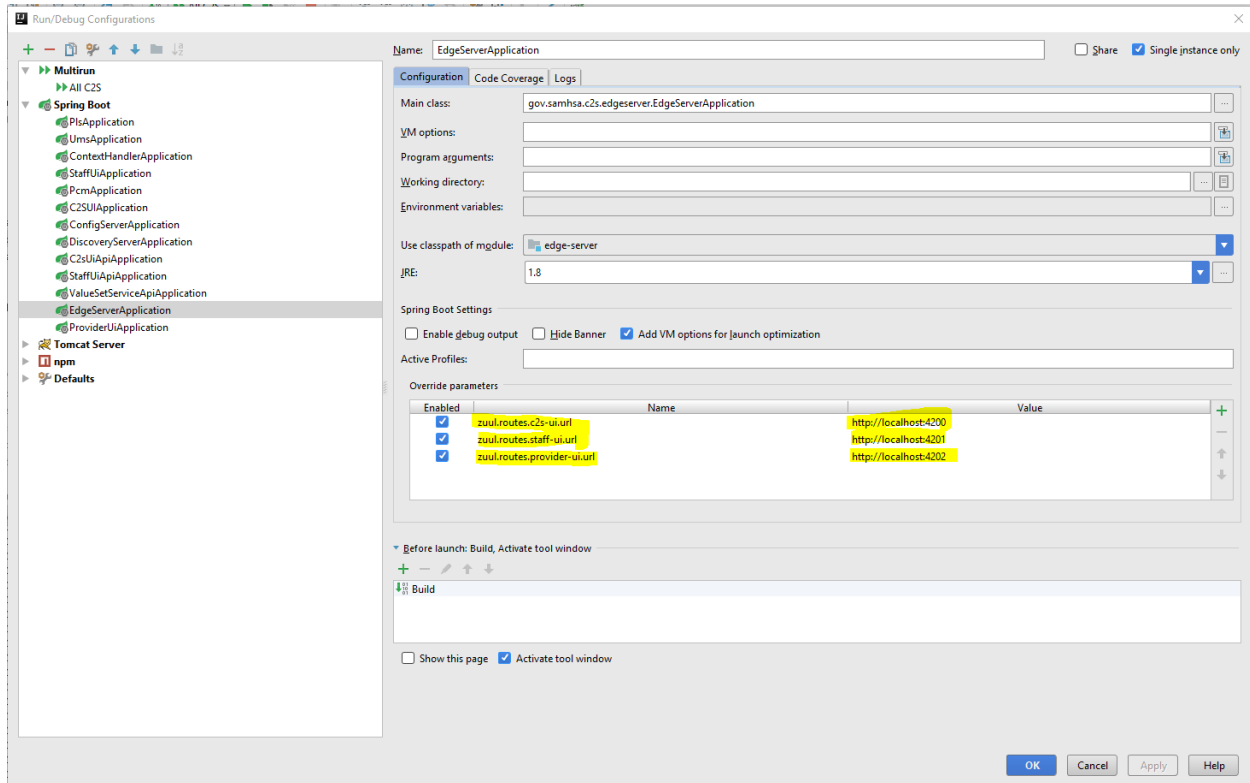 Run/Debug Configurations
Name: EdgeServerApplication
Share
Single instance only
Multirun
All C2S
Spring Boot
PlsApplication
UmsApplication
ContextHandlerApplication
StaffUiApplication
PcmApplication
C2SUIApplication
ConfigServerApplication
DiscoveryServerApplication
C2sUiApiApplication
StaffUiApiApplication
ValueSetServiceApiApplication
EdgeServerApplication
ProviderUiApplication
Tomcat Server
npm
Defaults
Configuration Code Coverage Logs
Main class: gov.samhsa.c2s.edgeserver.EdgeServerApplication
VM options:
Program arguments:
Working directory:
Environment variables:
Use classpath of module: edge-server
JRE: 1.8
Spring Boot Settings
Enable debug output Hide Banner Add VM options for launch optimization
Active Profiles:
Override parameters
Enabled Name Value
zuul.routes.c2s-ui.url http://localhost:4200
zuul.routes.staff-ui.url http://localhost:4201
zuul.routes.provider-ui.url http://localhost:4202
Before launch: Build, Activate tool window
Build
Show this page Activate tool window
OK Cancel Apply Help